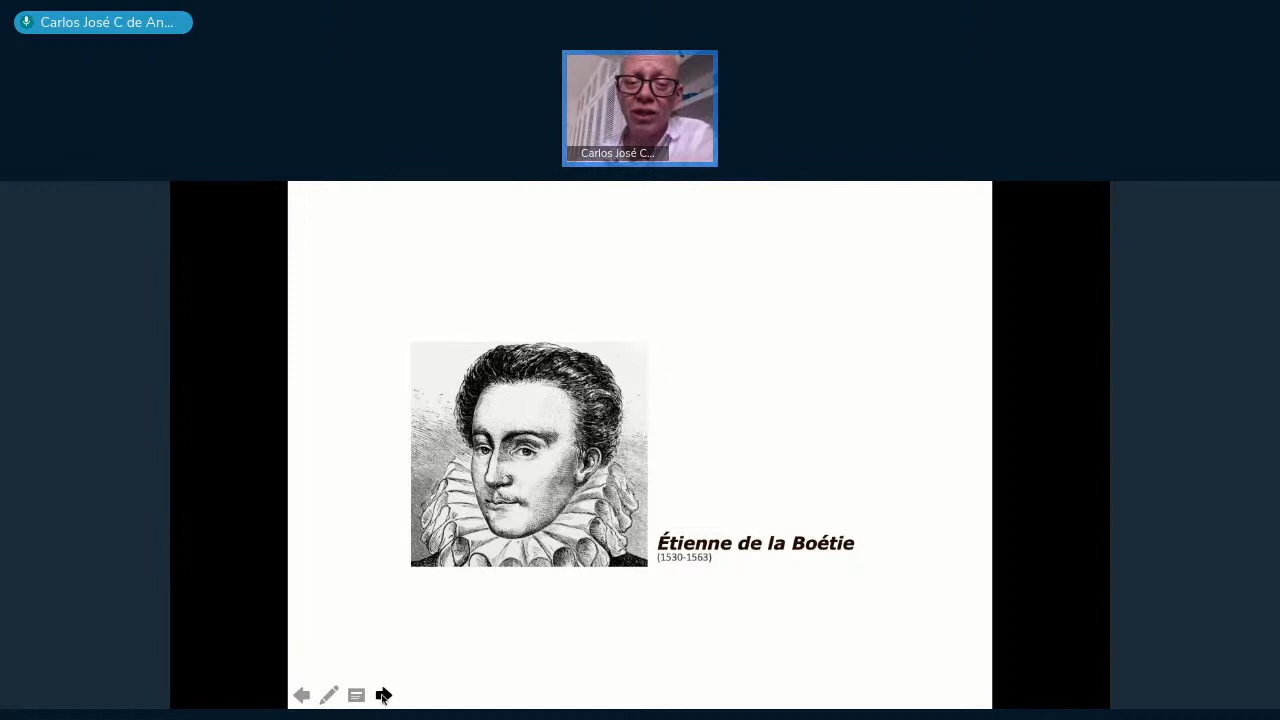 Carlos José C de An...
Carlos José C...
Étienne de la Boétie
(1530-1563)